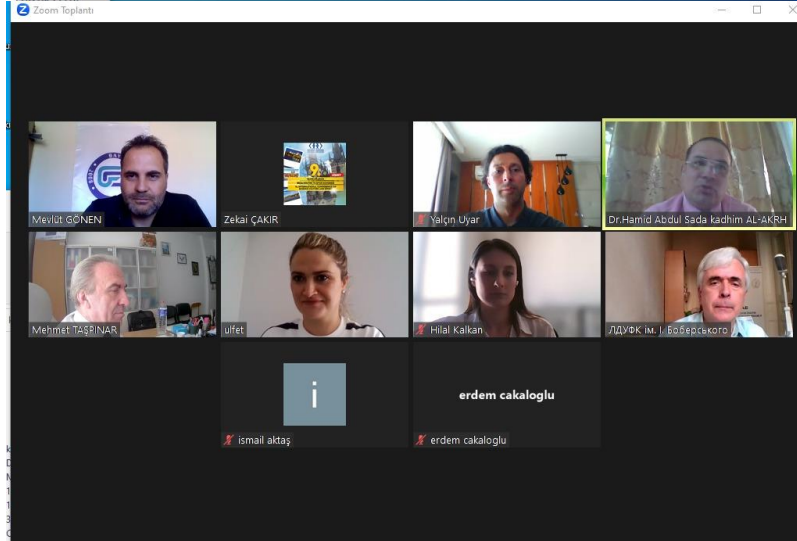 Zoom Toplantı
Mevlüt GÖNEN
Zekai ÇAKIR
Yalçın Uyar
Dr.Hamid Abdul Sada kadhim AL-AKRH
Mehmet TAŞPINAR
ulfet
Hilal Kalkan
ЛДУФК ім. І. Боберського
i
ismail aktaş
erdem cakaloglu
erdem cakaloglu